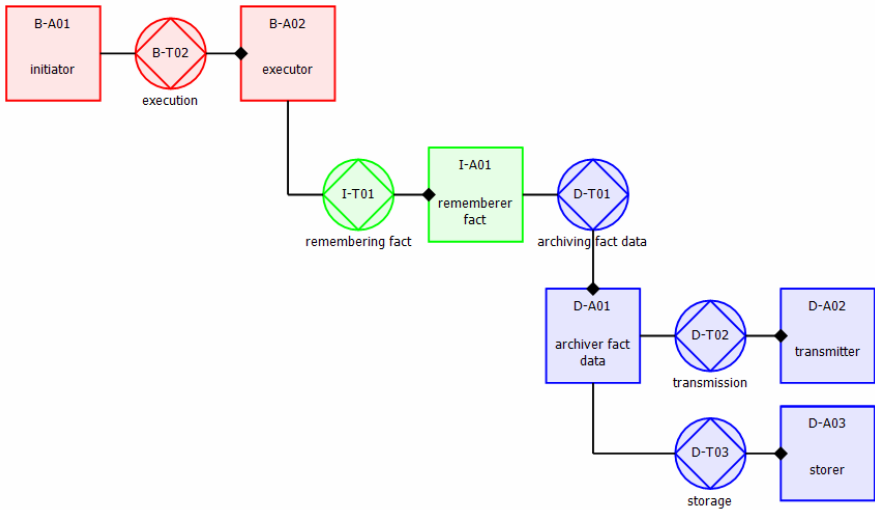 B-A01
initiator
B-T02
execution
B-A02
executor
I-T01
remembering fact
I-A01
rememberer
fact
D-T01
archiving fact data
D-A01
archiver fact
data
D-T02
transmission
D-A02
transmitter
D-T03
storage
D-A03
storer